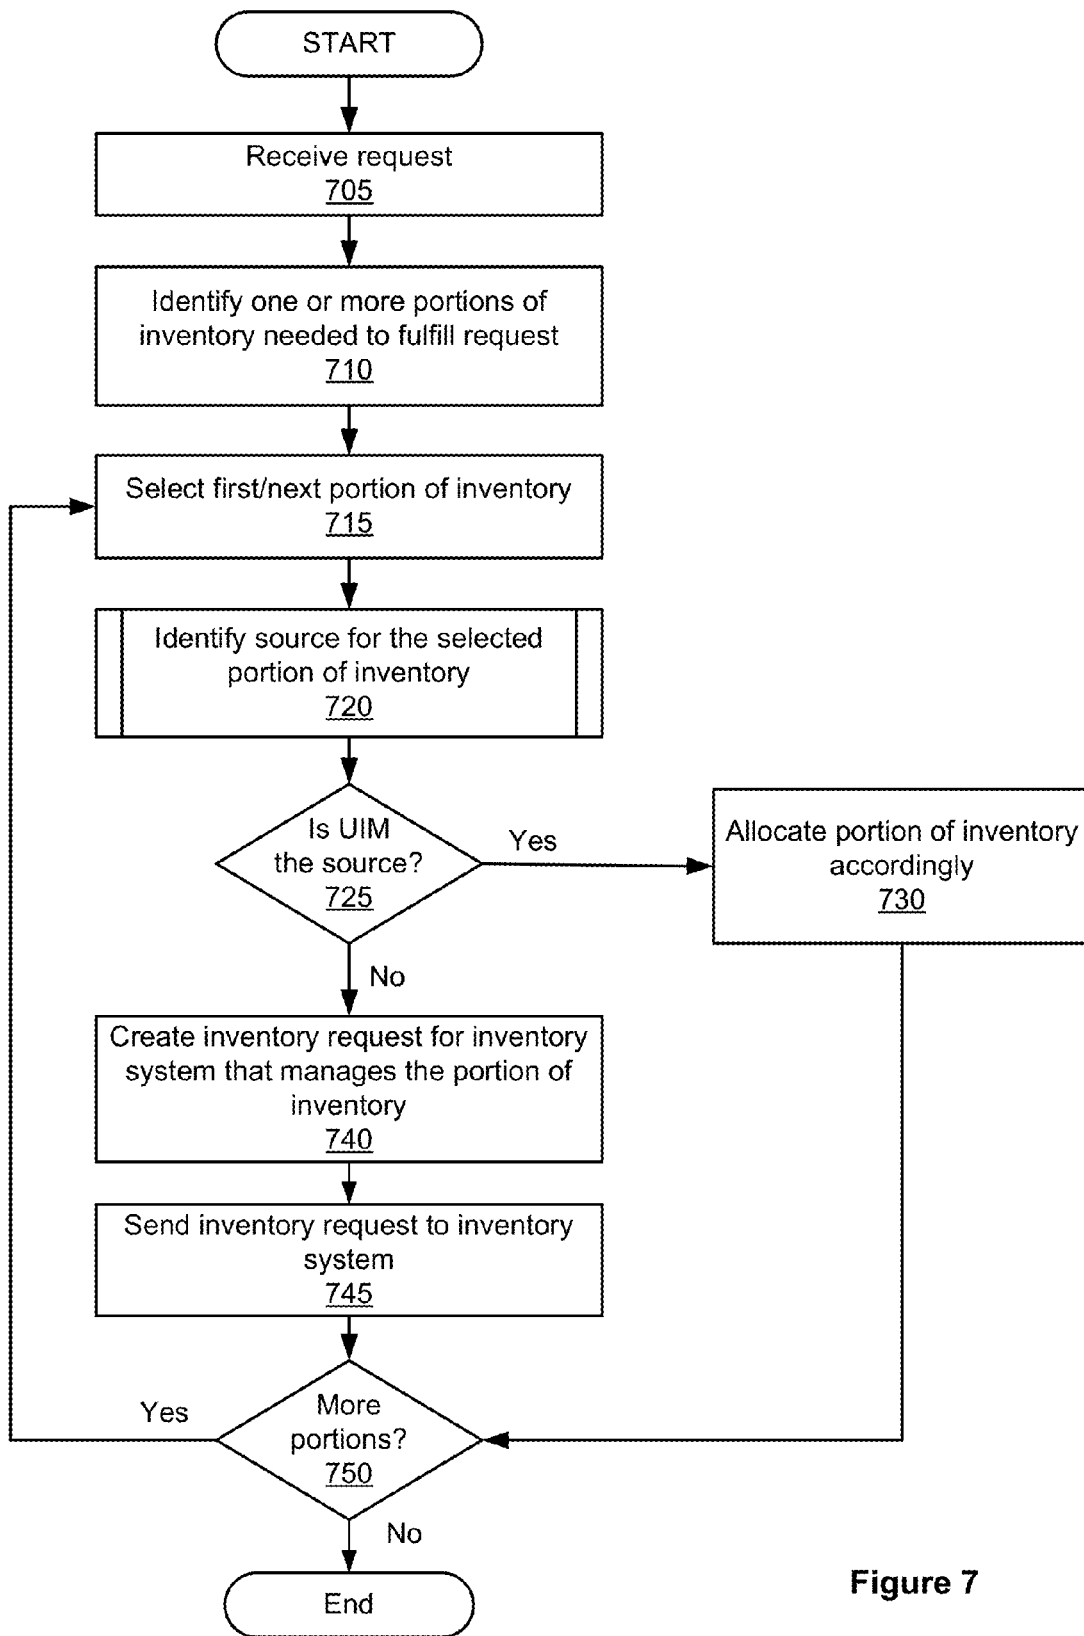 START
Receive request
705
Identify one or more portions of
inventory needed to fulfill request
710
Select first/next portion of inventory
715
Identify source for the selected
portion of inventory
720
Is UIM
the source?
725
Yes
Allocate portion of inventory
accordingly
730
No
Create inventory request for inventory
system that manages the portion of
inventory
740
Send inventory request to inventory
system
745
Yes
More
portions?
750
No
End
Figure 7